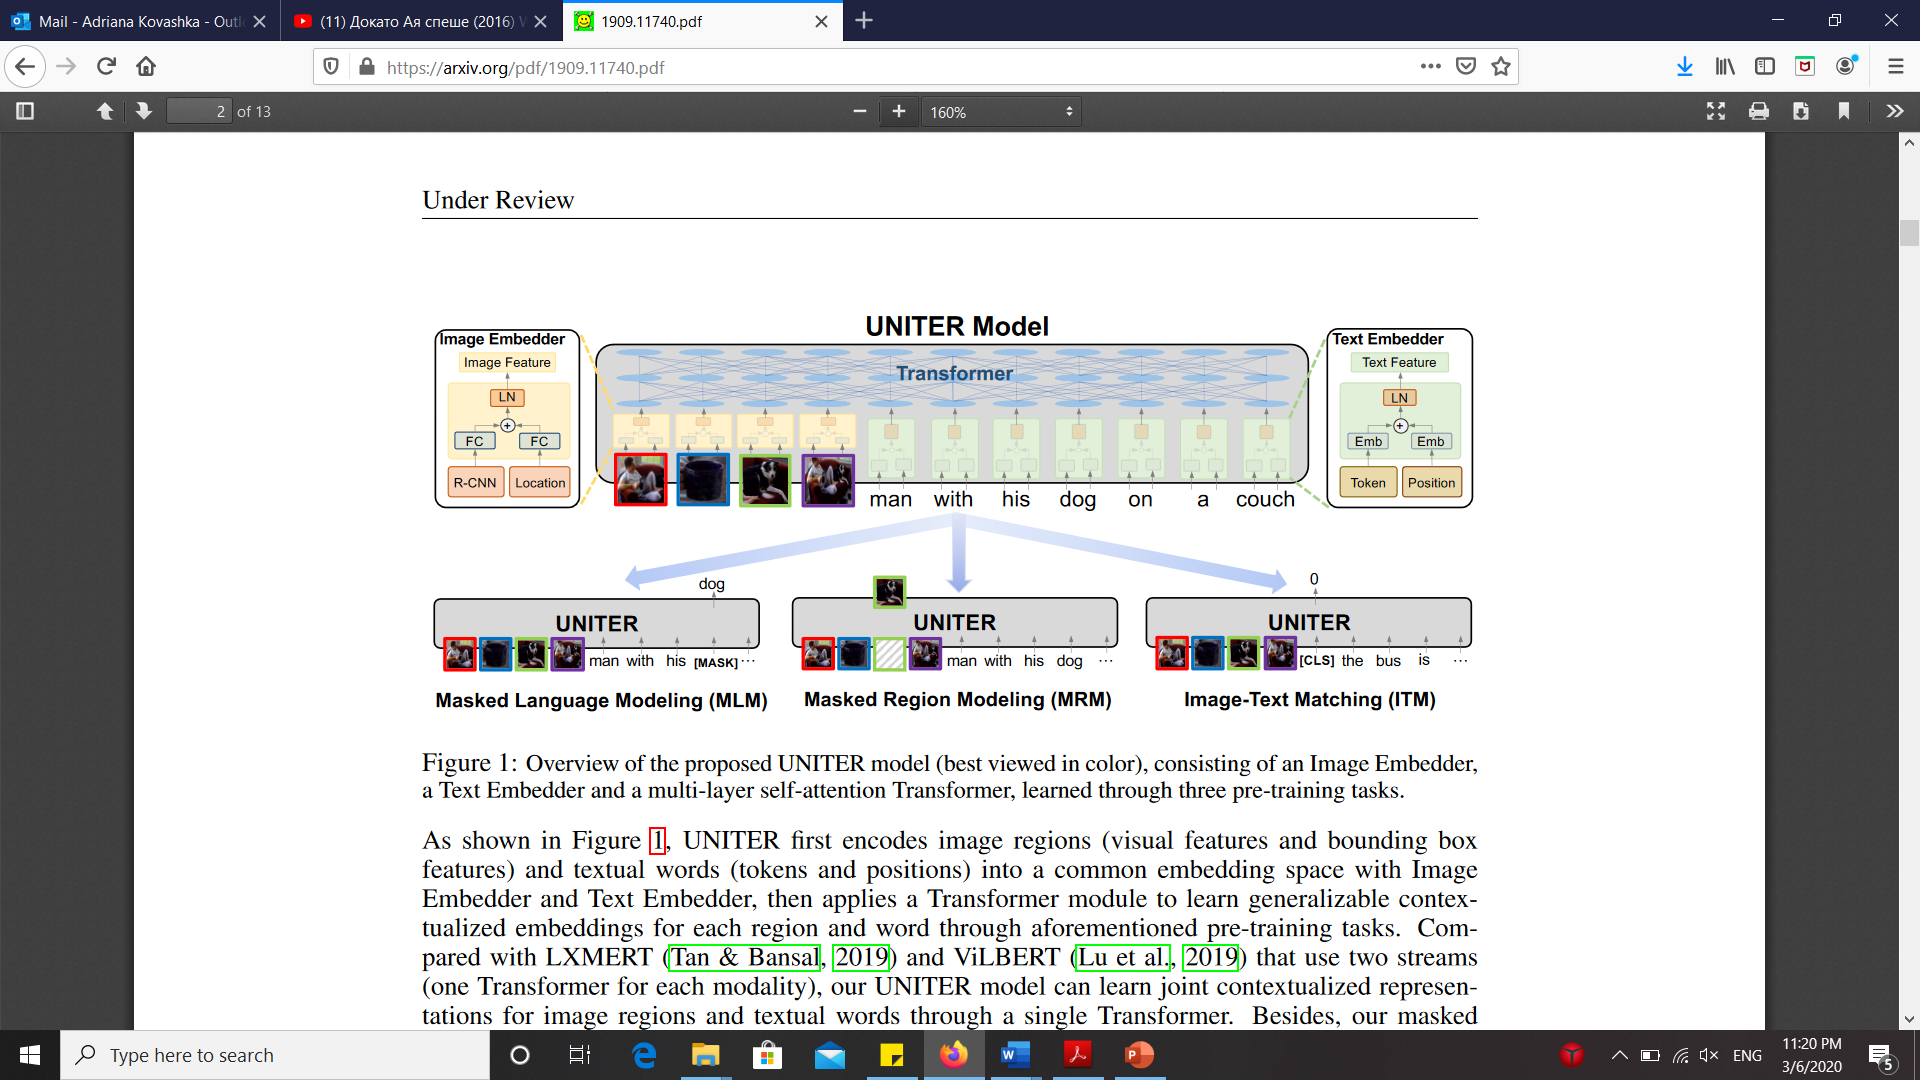 Mail - Adriana Kovashka - Outl
(11) Докато Ая спеше (2016)
1909.11740.pdf
https://arxiv.org/pdf/1909.11740.pdf
2 of 13
160%
Under Review
UNITER Model
Image Embedder
Image Feature
LN
FC FC
R-CNN Location
Transformer
man with his dog on a couch
Text Embedder
Text Feature
LN
Emb Emb
Token Position
dog
UNITER
man with his [MASK] ...
Masked Language Modeling (MLM)
UNITER
man with his dog ...
Masked Region Modeling (MRM)
0
UNITER
[CLS] the bus is ...
Image-Text Matching (ITM)
Figure 1: Overview of the proposed UNITER model (best viewed in color), consisting of an Image Embedder,
a Text Embedder and a multi-layer self-attention Transformer, learned through three pre-training tasks.
As shown in Figure 1, UNITER first encodes image regions (visual features and bounding box
features) and textual words (tokens and positions) into a common embedding space with Image
Embedder and Text Embedder, then applies a Transformer module to learn generalizable contex-
tualized embeddings for each region and word through aforementioned pre-training tasks. Com-
pared with LXMERT (Tan & Bansal, 2019) and ViLBERT (Lu et al., 2019) that use two streams
(one Transformer for each modality), our UNITER model can learn joint contextualized represen-
tations for image regions and textual words through a single Transformer. Besides, our masked
Type here to search
ENG
11:20 PM
3/6/2020
5